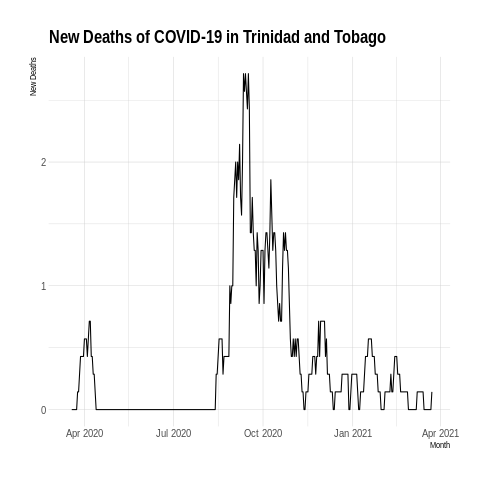 New Deaths of COVID-19 in Trinidad and Tobago
New Deaths
2
1
0
Apr 2020 Jul 2020 Oct 2020 Jan 2021 Apr 2021
Month